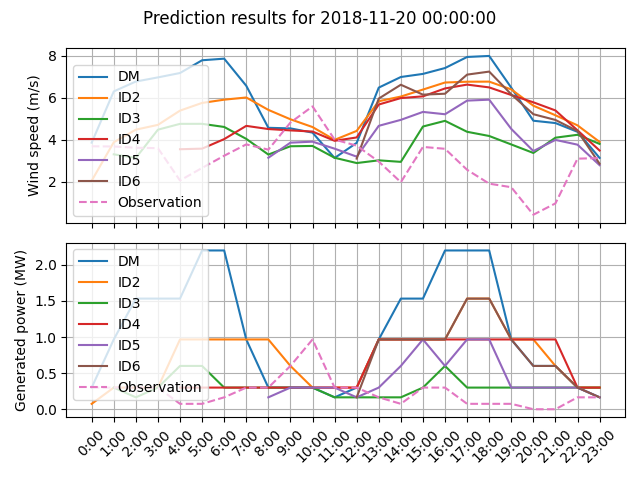 Prediction results for 2018-11-20 00:00:00
Wind speed (m/s)
8
6
4
2
DM
ID2
ID3
ID4
ID5
ID6
Observation
Generated power (MW)
2.0
1.5
1.0
0.5
0.0
DM
ID2
ID3
ID4
ID5
ID6
Observation
0:00
1:00
2:00
3:00
4:00
5:00
6:00
7:00
8:00
9:00
10:00
11:00
12:00
13:00
14:00
15:00
16:00
17:00
18:00
19:00
20:00
21:00
22:00
23:00